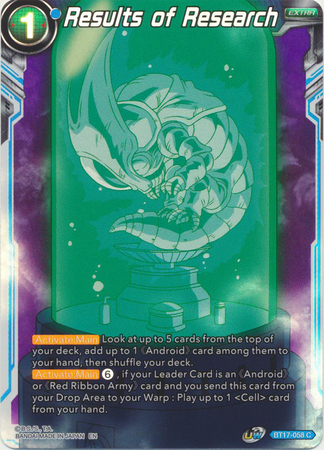 1 Results of Research EXTRA
Activate Main Look at up to 5 cards from the top of
your deck, add up to 1 《Android》 card among them to
your hand, then shuffle your deck.
Activate Main 6 , if your Leader Card is an 《Android》
or 《Red Ribbon Army》 card and you send this card from
your Drop Area to your Warp : Play up to 1 <Cell> card
from your hand.
©B.S./S., T.A.
BANDAI MADE IN JAPAN EN
UW
BT17-058 C